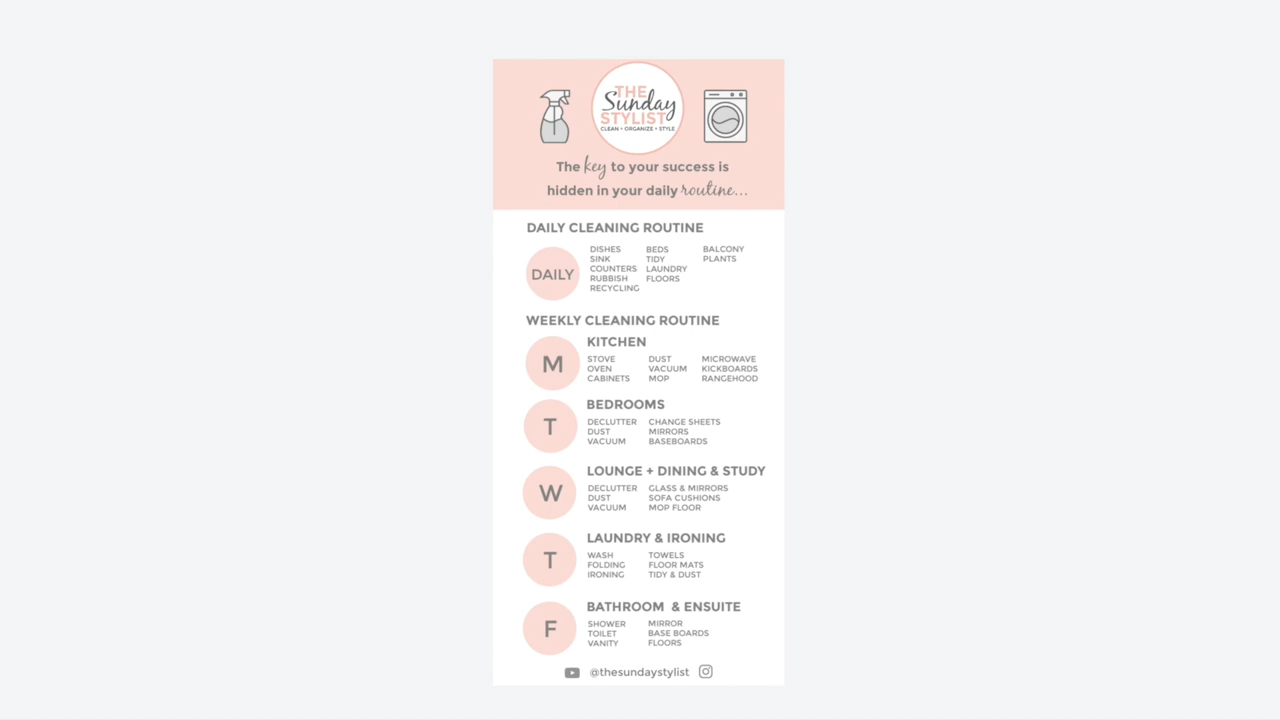 THE
Sunday
STYLIST
CLEAN • ORGANIZE • STYLE
The key to your success is
hidden in your daily routine...
DAILY CLEANING ROUTINE
DAILY
DISHES
SINK
COUNTERS
RUBBISH
RECYCLING
BEDS
TIDY
LAUNDRY
FLOORS
BALCONY
PLANTS
WEEKLY CLEANING ROUTINE
M
KITCHEN
STOVE
OVEN
CABINETS
DUST
VACUUM
MOP
MICROWAVE
KICKBOARDS
RANGEHOOD
T
BEDROOMS
DECLUTTER
DUST
VACUUM
CHANGE SHEETS
MIRRORS
BASEBOARDS
W
LOUNGE + DINING & STUDY
DECLUTTER
DUST
VACUUM
GLASS & MIRRORS
SOFA CUSHIONS
MOP FLOOR
T
LAUNDRY & IRONING
WASH
FOLDING
IRONING
TOWELS
FLOOR MATS
TIDY & DUST
F
BATHROOM & ENSUITE
SHOWER
TOILET
VANITY
MIRROR
BASE BOARDS
FLOORS
@thesundaystylist